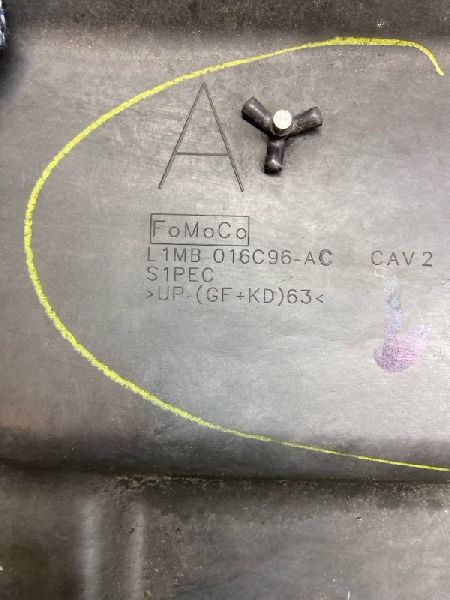 A
FoMoCo
L1MB-016C96-AC CAV 2
S1PEC
>UP-(GF+KD)63<